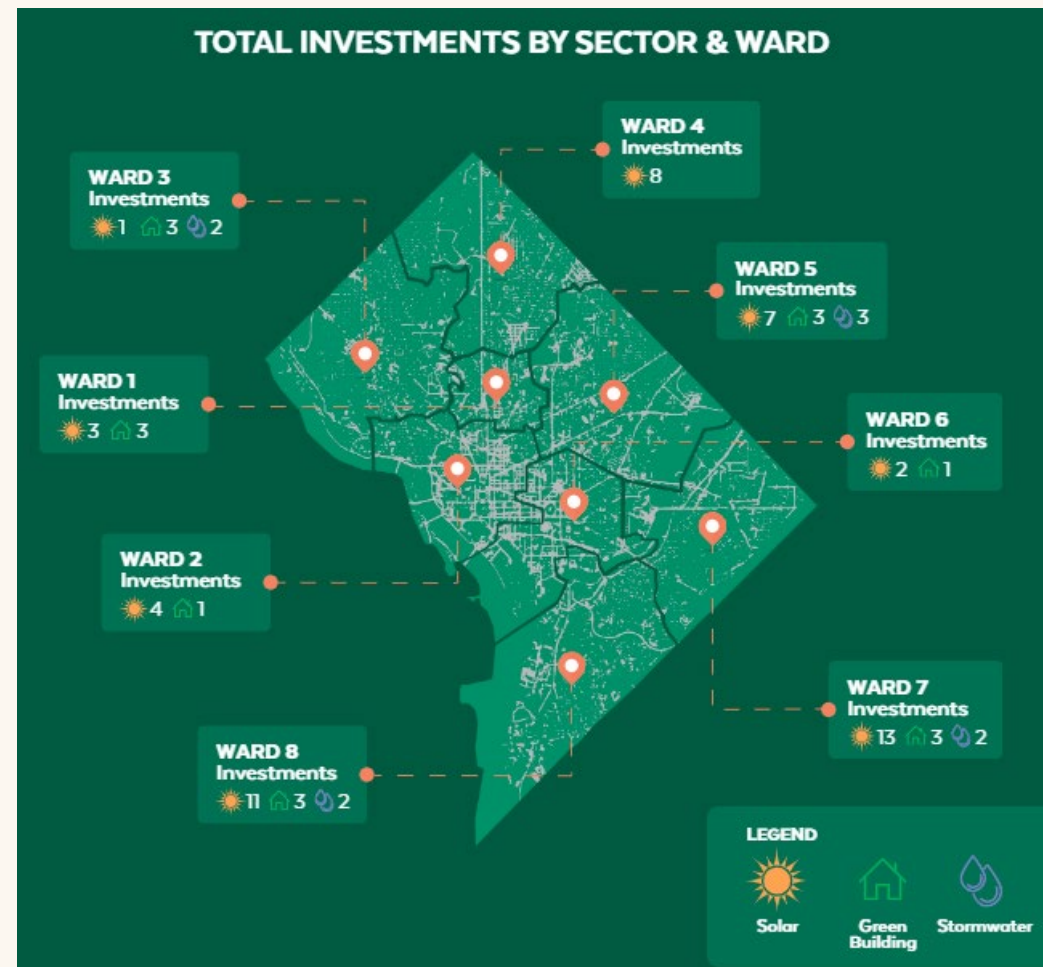 TOTAL INVESTMENTS BY SECTOR & WARD
WARD 4
Investments
8
WARD 3
Investments
1 3 2
WARD 5
Investments
7 3 3
WARD 1
Investments
3 3
WARD 6
Investments
2 1
WARD 2
Investments
4 1
WARD 7
Investments
13 3 2
WARD 8
Investments
11 3 2
LEGEND
Solar
Green
Building
Stormwater